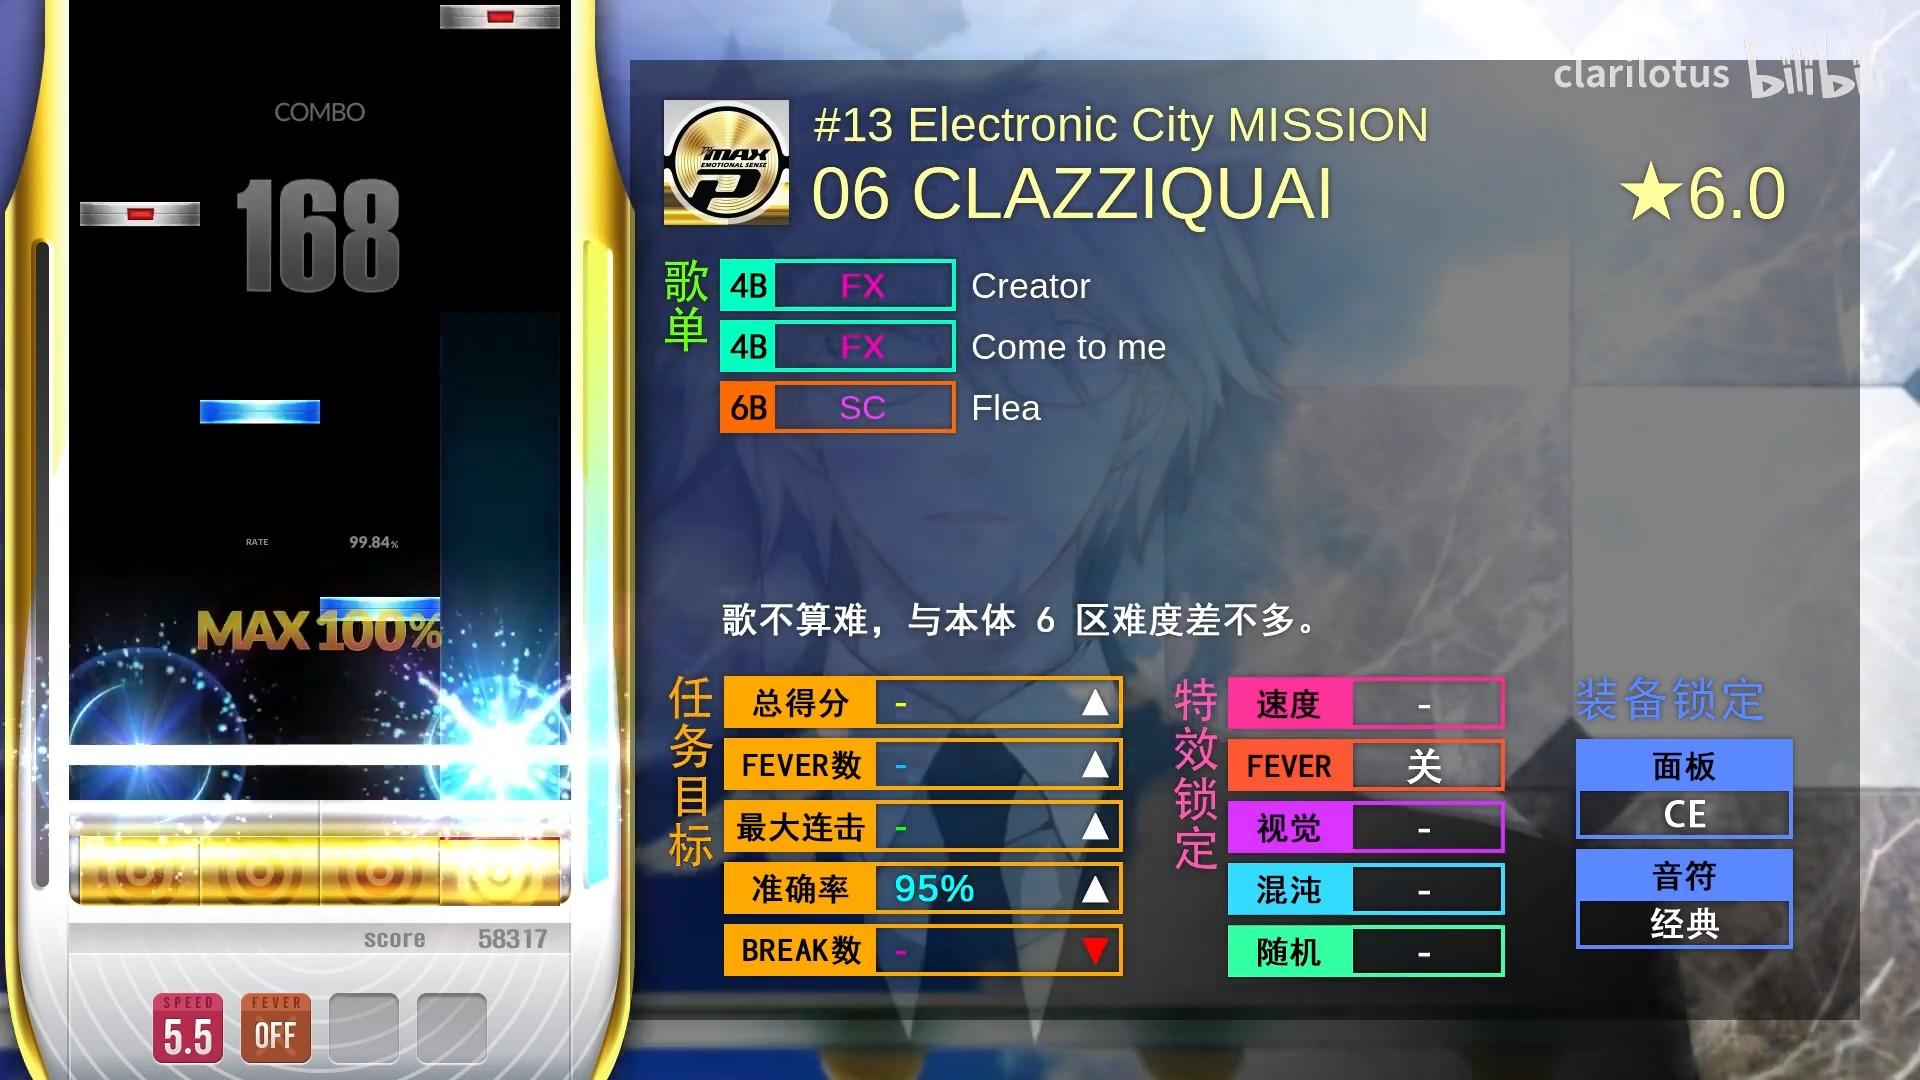 COMBO
168
RATE 99.84%
MAX 100%
score 58317
SPEED
5.5
FEVER
OFF
clarilotus bilibili
MAX
EMOTIONAL SENSE
P
#13 Electronic City MISSION
06 CLAZZIQUAI
★6.0
歌单
4B FX Creator
4B FX Come to me
6B SC Flea
歌不算难，与本体 6 区难度差不多。
任务目标
总得分 - ▲
FEVER数 - ▲
最大连击 - ▲
准确率 95% ▲
BREAK数 - ▼
特效锁定
速度 -
FEVER 关
视觉 -
混沌 -
随机 -
装备锁定
面板
CE
音符
经典